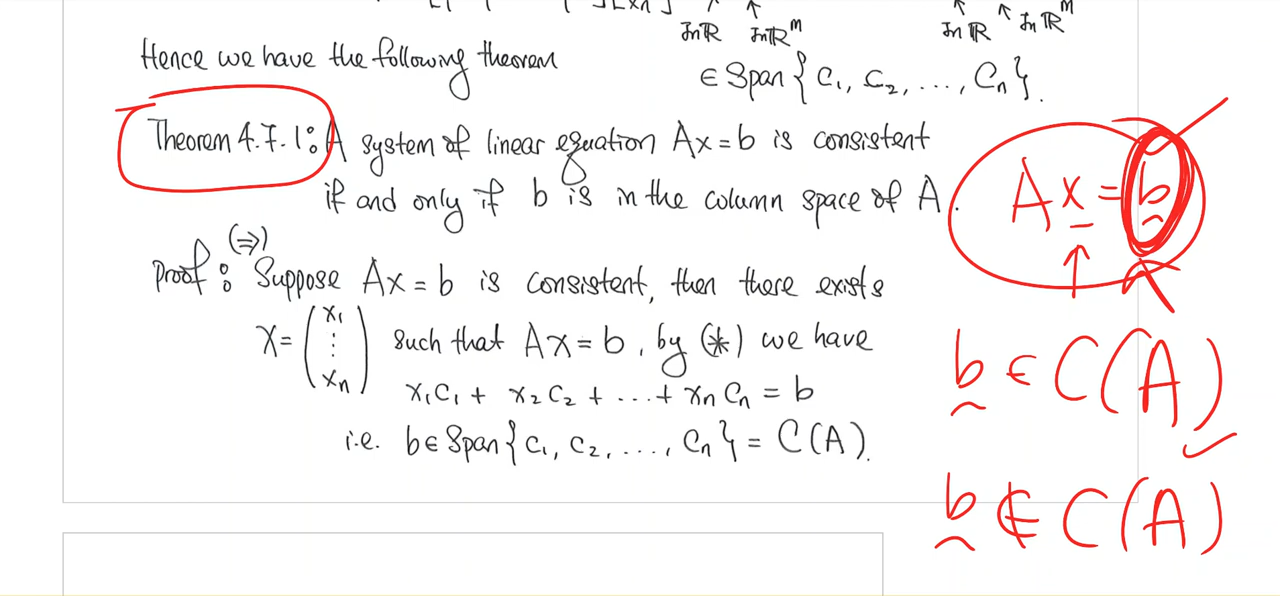 In ℝ In ℝᵐ In ℝ In ℝᵐ
Hence we have the following theorem
∈ Span { C₁, C₂, ..., Cₙ }.
Theorem 4.7.1: A system of linear equation Ax = b is consistent
if and only if b is in the column space of A.
Ax = b
Proof: (⇒) Suppose Ax = b is consistent, then there exists
x = (x₁ ⋮ xₙ) such that Ax = b, by (*) we have
x₁C₁ + x₂C₂ + ... + xₙCₙ = b
i.e. b ∈ Span { C₁, C₂, ..., Cₙ } = C(A).
b ∈ C(A)
b ∉ C(A)